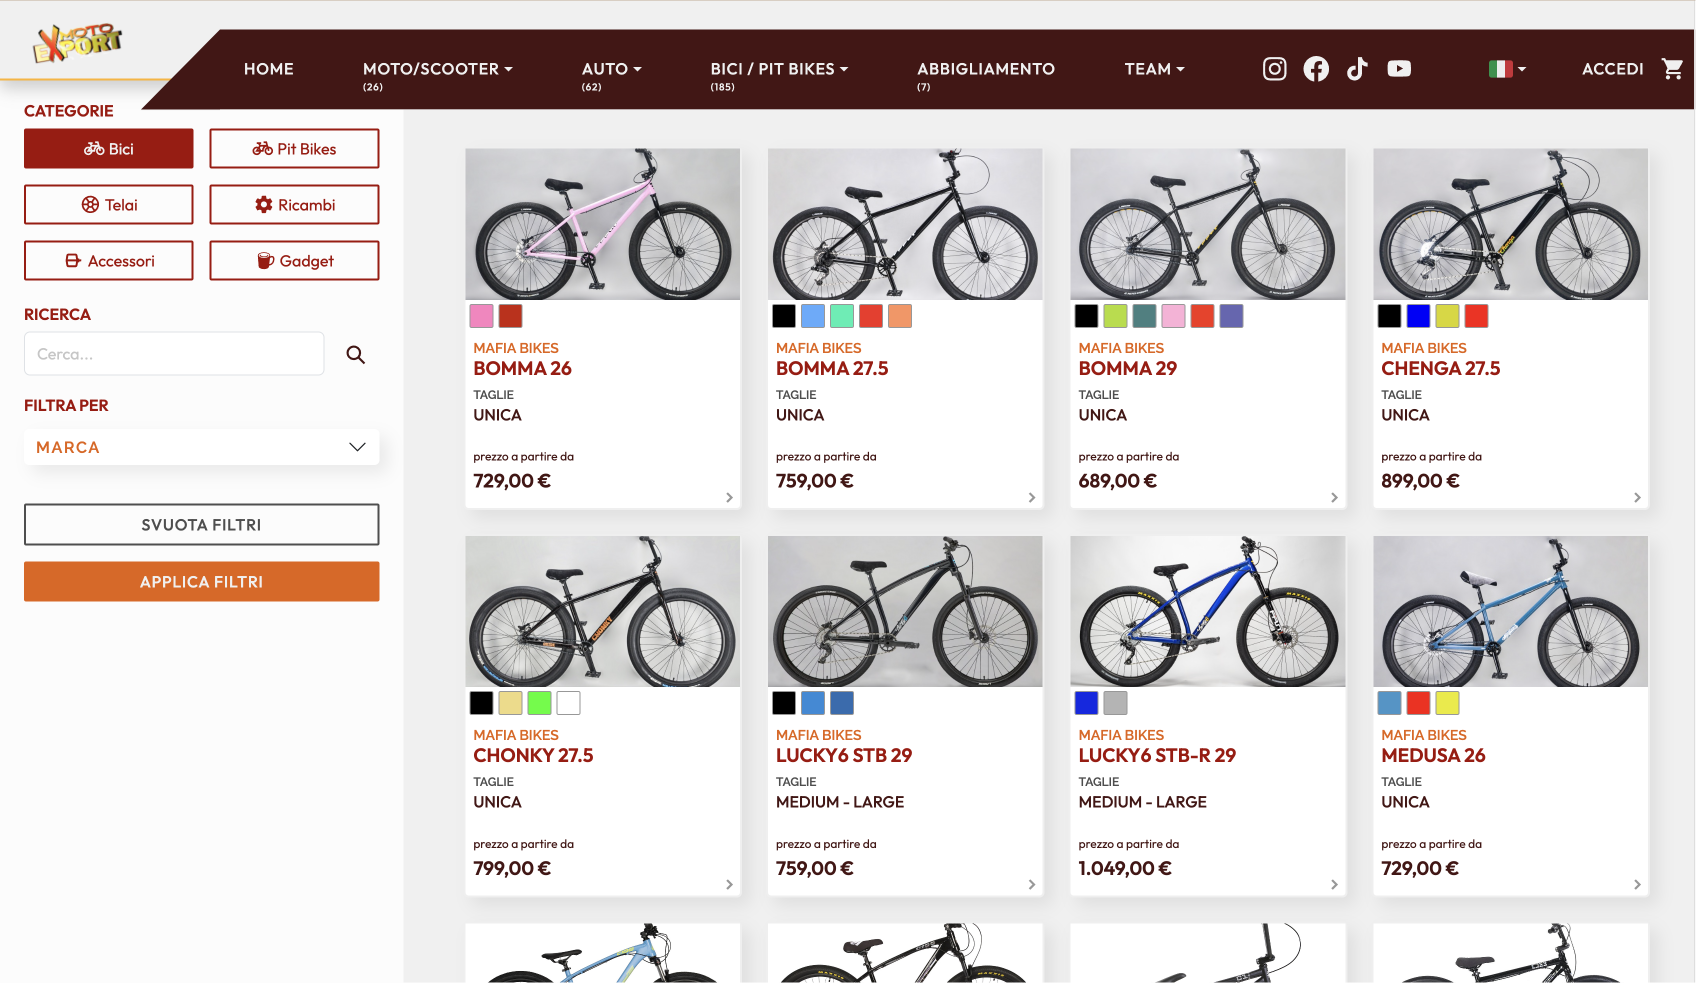 MOTO
EXPORT
HOME
MOTO/SCOOTER
(26)
AUTO
(62)
BICI / PIT BIKES
(185)
ABBIGLIAMENTO
(7)
TEAM
ACCEDI
CATEGORIE
Bici
Pit Bikes
Telai
Ricambi
Accessori
Gadget
RICERCA
Cerca...
FILTRA PER
MARCA
SVUOTA FILTRI
APPLICA FILTRI
MAFIA BIKES
BOMMA 26
TAGLIE
UNICA
prezzo a partire da
729,00 €
MAFIA BIKES
BOMMA 27.5
TAGLIE
UNICA
prezzo a partire da
759,00 €
MAFIA BIKES
BOMMA 29
TAGLIE
UNICA
prezzo a partire da
689,00 €
Chenga
MAFIA BIKES
CHENGA 27.5
TAGLIE
UNICA
prezzo a partire da
899,00 €
CHONKY
MAFIA BIKES
CHONKY 27.5
TAGLIE
UNICA
prezzo a partire da
799,00 €
MAFIA BIKES
LUCKY6 STB 29
TAGLIE
MEDIUM - LARGE
prezzo a partire da
759,00 €
MAXXIS
MAXXIS
MAFIA BIKES
LUCKY6 STB-R 29
TAGLIE
MEDIUM - LARGE
prezzo a partire da
1.049,00 €
MAFIA BIKES
MEDUSA 26
TAGLIE
UNICA
prezzo a partire da
729,00 €
MAXXIS
MAXXIS